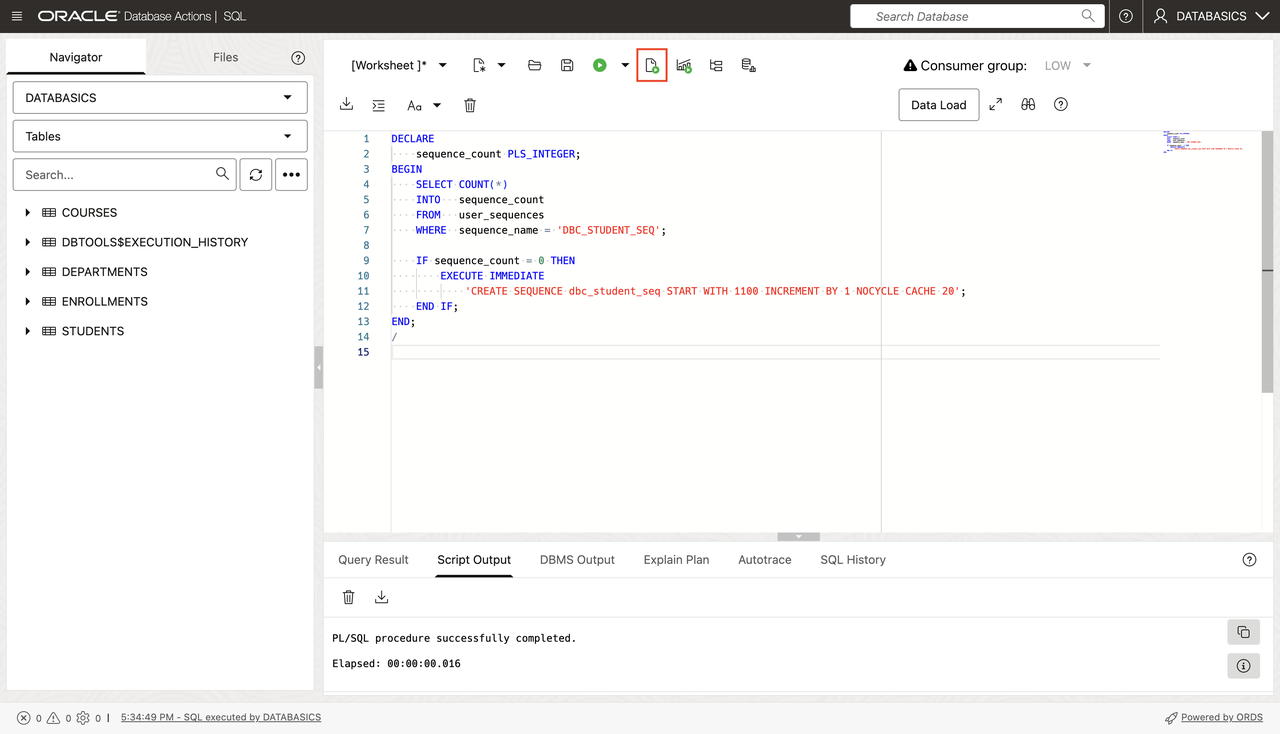 ORACLE Database Actions | SQL
Search Database
DATABASICS
Navigator
Files
DATABASICS
Tables
Search...
COURSES
DBTOOLS$EXECUTION_HISTORY
DEPARTMENTS
ENROLLMENTS
STUDENTS
[Worksheet ]*
Consumer group: LOW
Aa
Data Load
1 DECLARE
2 sequence_count PLS_INTEGER;
3 BEGIN
4 SELECT COUNT(*)
5 INTO sequence_count
6 FROM user_sequences
7 WHERE sequence_name = 'DBC_STUDENT_SEQ';
8
9 IF sequence_count = 0 THEN
10 EXECUTE IMMEDIATE
11 'CREATE SEQUENCE dbc_student_seq START WITH 1100 INCREMENT BY 1 NOCYCLE CACHE 20';
12 END IF;
13 END;
14 /
15
Query Result Script Output DBMS Output Explain Plan Autotrace SQL History
PL/SQL procedure successfully completed.
Elapsed: 00:00:00.016
0 0 0 | 5:34:49 PM - SQL executed by DATABASICS
Powered by ORDS